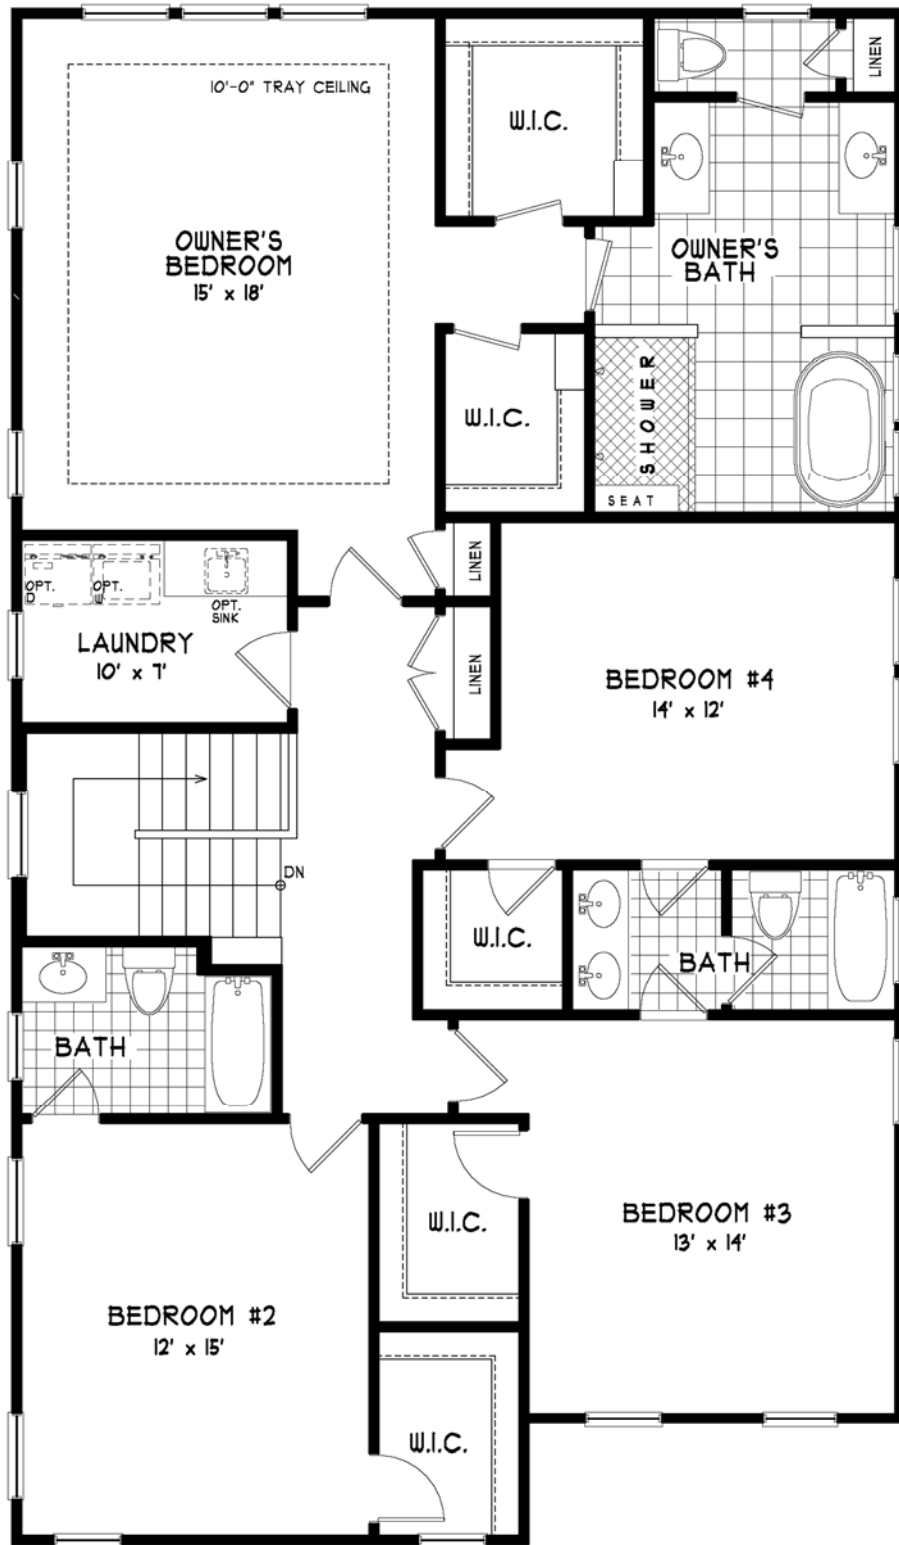 10'-0" TRAY CEILING
W.I.C.
LINEN
OWNER'S
BEDROOM
15' x 18'
OWNER'S
BATH
W.I.C.
SHOWER
SEAT
LINEN
OPT.
D
OPT.
W
OPT.
SINK
LAUNDRY
10' x 7'
LINEN
BEDROOM #4
14' x 12'
DN
W.I.C.
BATH
BATH
W.I.C.
BEDROOM #3
13' x 14'
BEDROOM #2
12' x 15'
W.I.C.